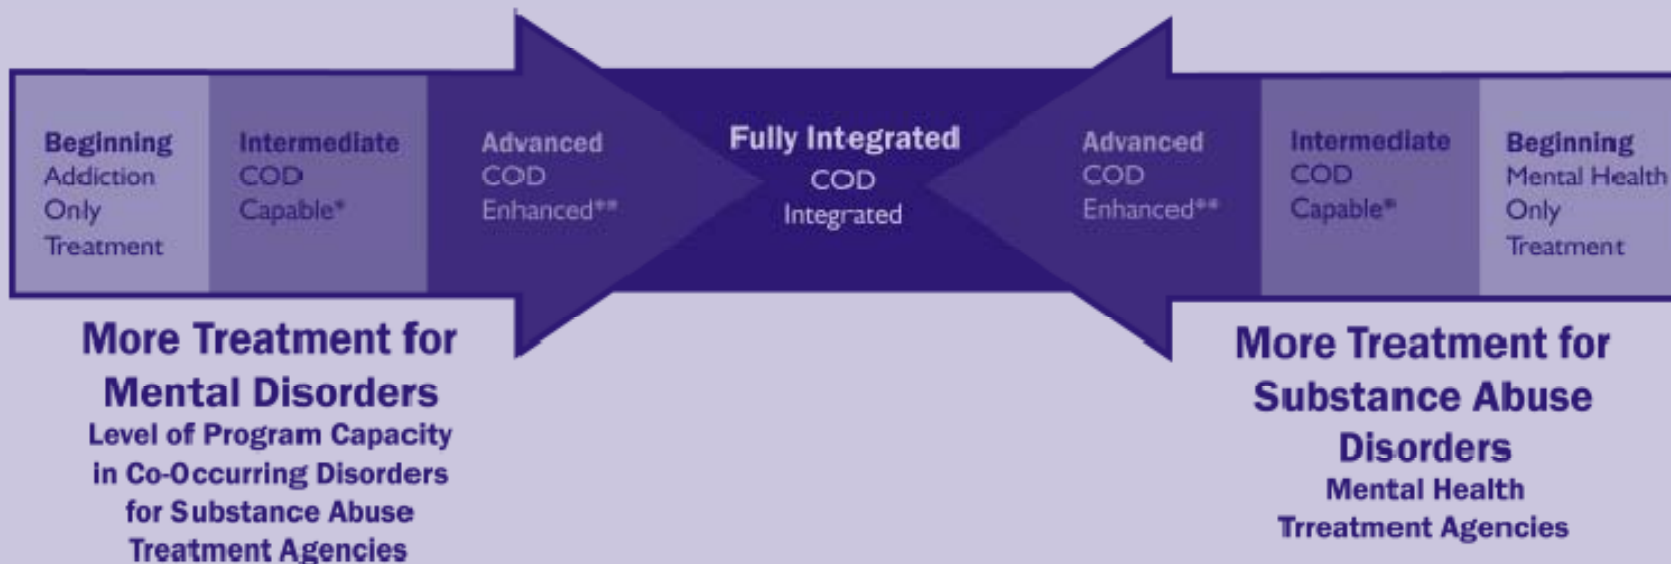 Beginning
Addiction
Only
Treatment
Intermediate
COD
Capable*
Advanced
COD
Enhanced**
Fully Integrated
COD
Integrated
Advanced
COD
Enhanced**
Intermediate
COD
Capable*
Beginning
Mental Health
Only
Treatment
More Treatment for
Mental Disorders
Level of Program Capacity
in Co-Occurring Disorders
for Substance Abuse
Treatment Agencies
More Treatment for
Substance Abuse
Disorders
Mental Health
Trreatment Agencies